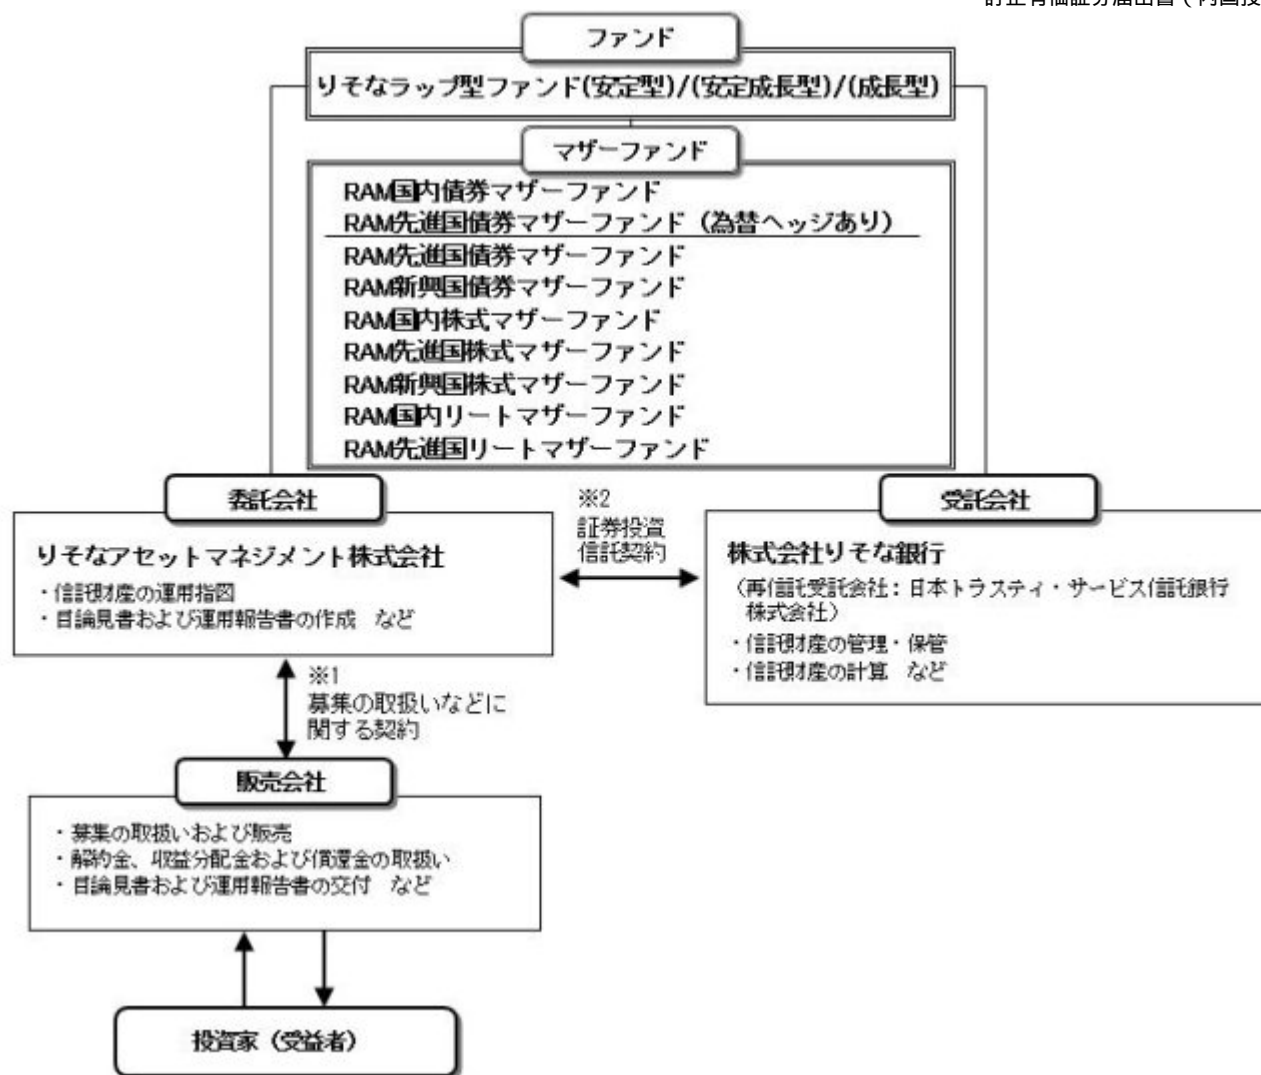 ファンド
りそなラップ型ファンド(安定型)/(安定成長型)/(成長型)
マザーファンド
RAM国内債券マザーファンド
RAM先進国債券マザーファンド（為替ヘッジあり）
RAM先進国債券マザーファンド
RAM新興国債券マザーファンド
RAM国内株式マザーファンド
RAM先進国株式マザーファンド
RAM新興国株式マザーファンド
RAM国内リートマザーファンド
RAM先進国リートマザーファンド
委託会社
りそなアセットマネジメント株式会社
・信託財産の運用指図
・目論見書および運用報告書の作成　など
※2
証券投資
信託契約
受託会社
株式会社りそな銀行
（再信託受託会社：日本トラスティ・サービス信託銀行
株式会社）
・信託財産の管理・保管
・信託財産の計算　など
※1
募集の取扱いなどに
関する契約
販売会社
・募集の取扱いおよび販売
・解約金、収益分配金および償還金の取扱い
・目論見書および運用報告書の交付　など
投資家（受益者）